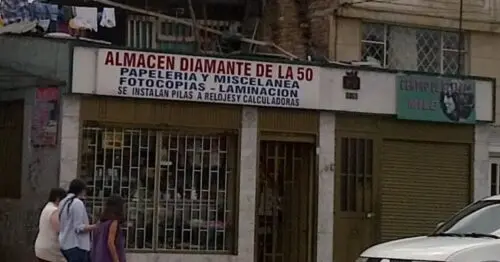 ALMACEN DIAMANTE DE LA 50
PAPELERIA Y MISCELANEA
FOTOCOPIAS - LAMINACION
SE INSTALAN PILAS A RELOJES Y CALCULADORAS